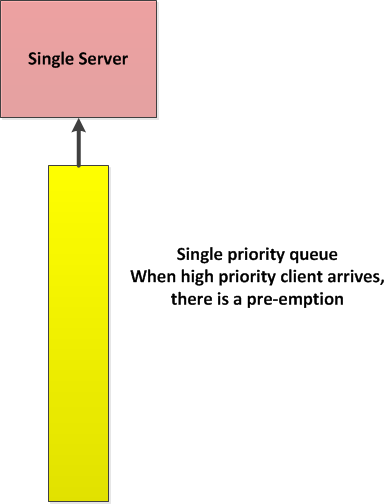 Single Server
Single priority queue
When high priority client arrives,
there is a pre-emption